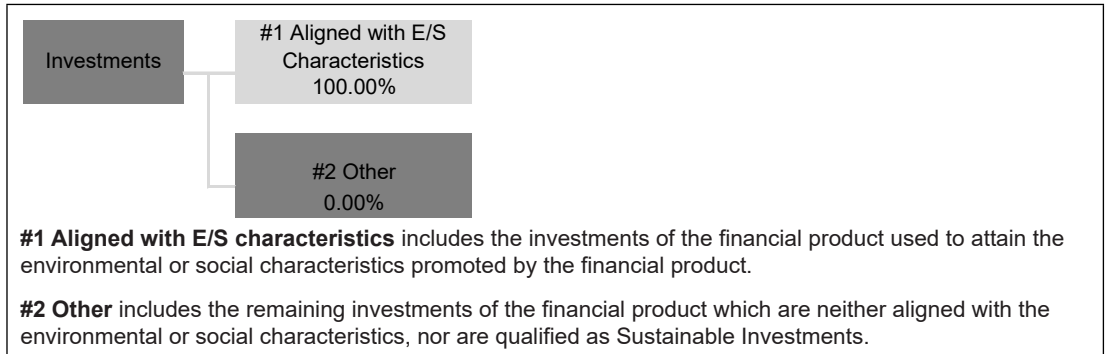 Investments
#1 Aligned with E/S
Characteristics
100.00%
#2 Other
0.00%
#1 Aligned with E/S characteristics includes the investments of the financial product used to attain the
environmental or social characteristics promoted by the financial product.
#2 Other includes the remaining investments of the financial product which are neither aligned with the
environmental or social characteristics, nor are qualified as Sustainable Investments.